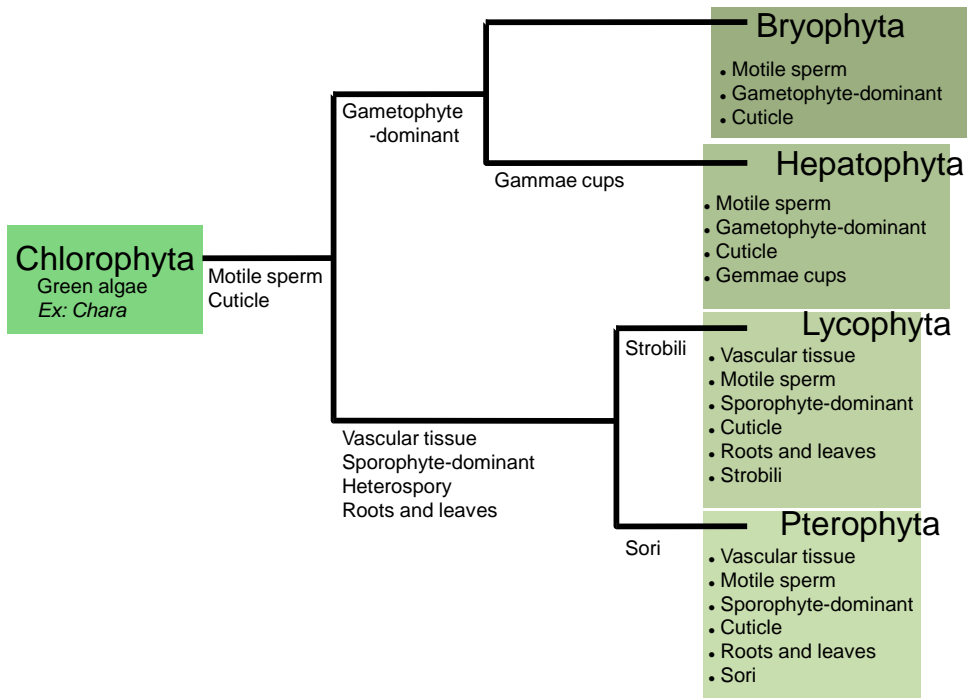 Chlorophyta
Green algae
Ex: Chara
Motile sperm
Cuticle
Gametophyte
-dominant
Bryophyta
• Motile sperm
• Gametophyte-dominant
• Cuticle
Gammae cups
Hepatophyta
• Motile sperm
• Gametophyte-dominant
• Cuticle
• Gemmae cups
Vascular tissue
Sporophyte-dominant
Heterospory
Roots and leaves
Strobili
Lycophyta
• Vascular tissue
• Motile sperm
• Sporophyte-dominant
• Cuticle
• Roots and leaves
• Strobili
Sori
Pterophyta
• Vascular tissue
• Motile sperm
• Sporophyte-dominant
• Cuticle
• Roots and leaves
• Sori